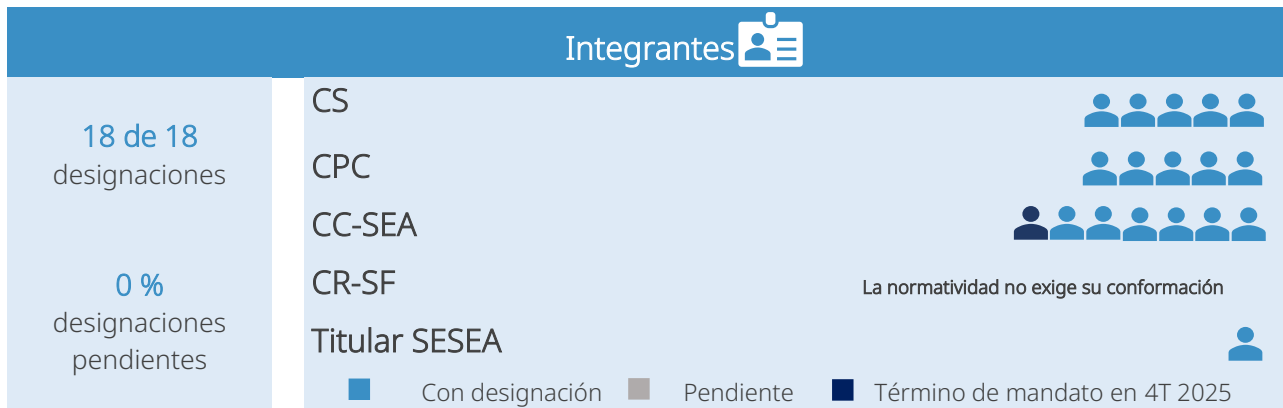 Integrantes
18 de 18
designaciones
0 %
designaciones
pendientes
CS
CPC
CC-SEA
CR-SF La normatividad no exige su conformación
Titular SESEA
Con designación Pendiente Término de mandato en 4T 2025